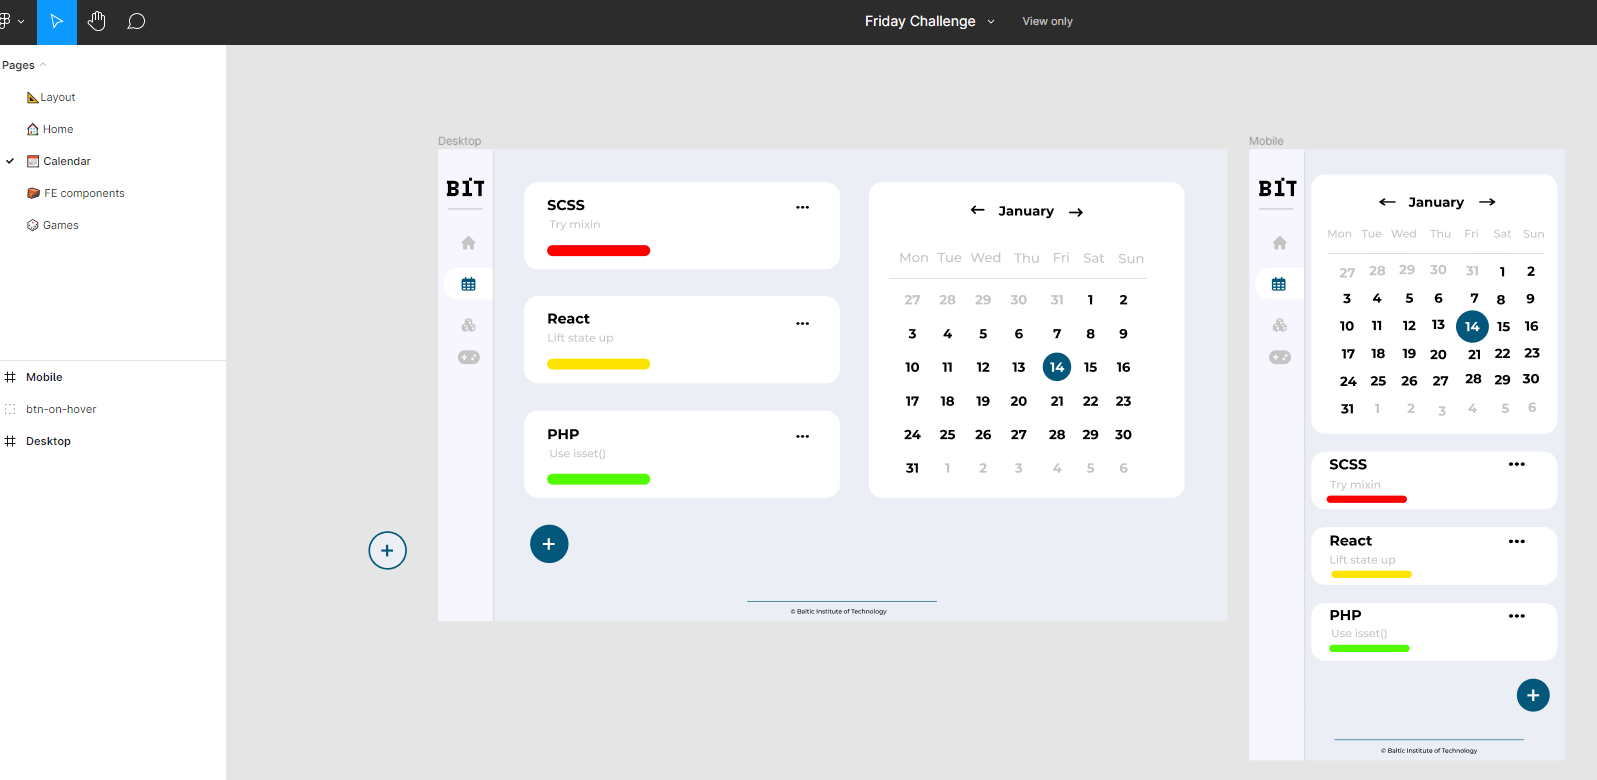 Friday Challenge
View only
Pages
Layout
Home
Calendar
FE components
Games
Mobile
btn-on-hover
Desktop
Desktop
BIT
SCSS
Try mixin
React
Lift state up
PHP
Use isset()
January
Mon Tue Wed Thu Fri Sat Sun
27 28 29 30 31 1 2
3 4 5 6 7 8 9
10 11 12 13 14 15 16
17 18 19 20 21 22 23
24 25 26 27 28 29 30
31 1 2 3 4 5 6
© Baltic Institute of Technology
Mobile
BIT
January
Mon Tue Wed Thu Fri Sat Sun
27 28 29 30 31 1 2
3 4 5 6 7 8 9
10 11 12 13 14 15 16
17 18 19 20 21 22 23
24 25 26 27 28 29 30
31 1 2 3 4 5 6
SCSS
Try mixin
React
Lift state up
PHP
Use isset()
© Baltic Institute of Technology